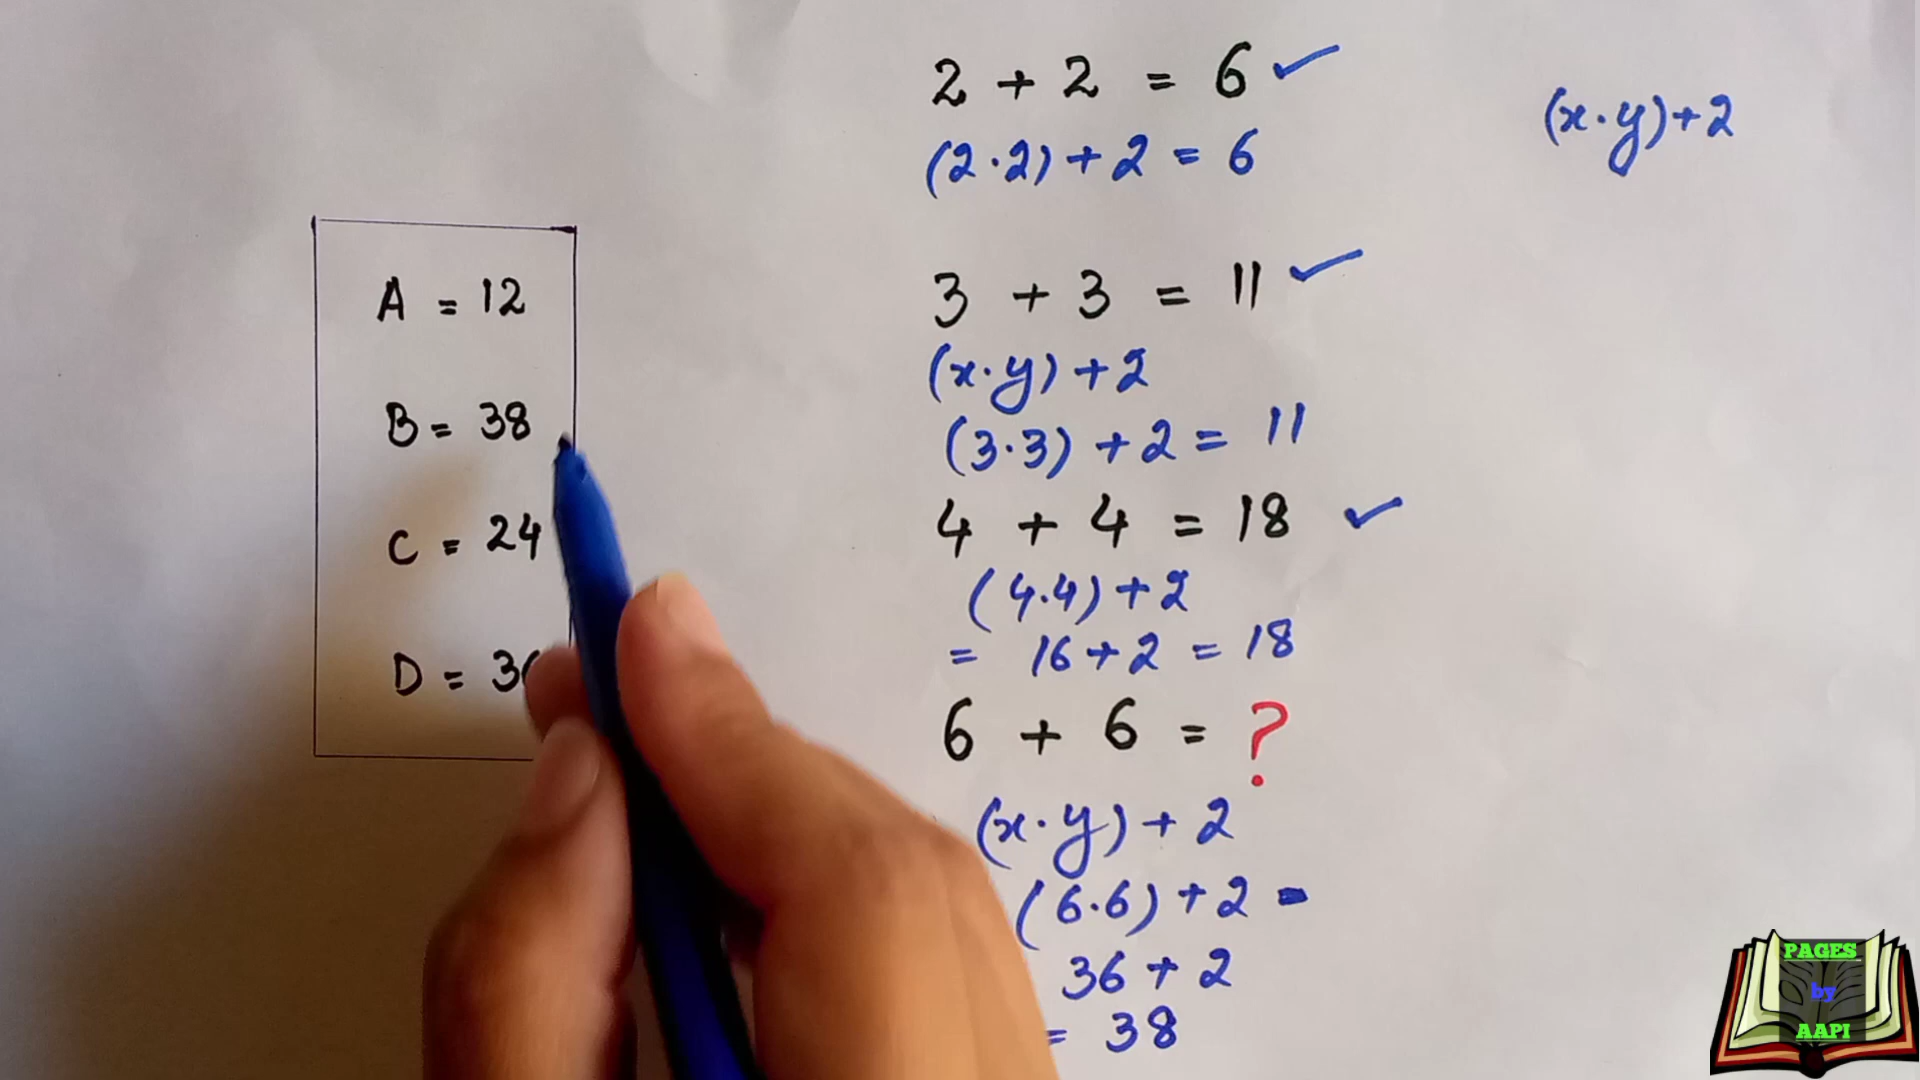 A = 12
B = 38
C = 24
D =
2 + 2 = 6
(2.2) + 2 = 6
3 + 3 = 11
(x.y) + 2
(3.3) + 2 = 11
4 + 4 = 18
(4.4) + 2
= 16 + 2 = 18
6 + 6 = ?
(x.y) + 2
(6.6) + 2 -
36 + 2
= 38
(x.y) + 2
PAGES
by
AAPI